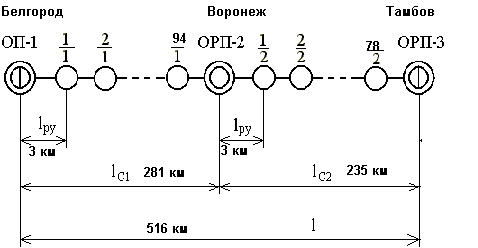 Белгород Воронеж Тамбов
ОП-1 1/1 2/1 94/1 ОРП-2 1/2 2/2 78/2 ОРП-3
lру lру
3 км 3 км
lС1 281 км lС2 235 км
516 км l